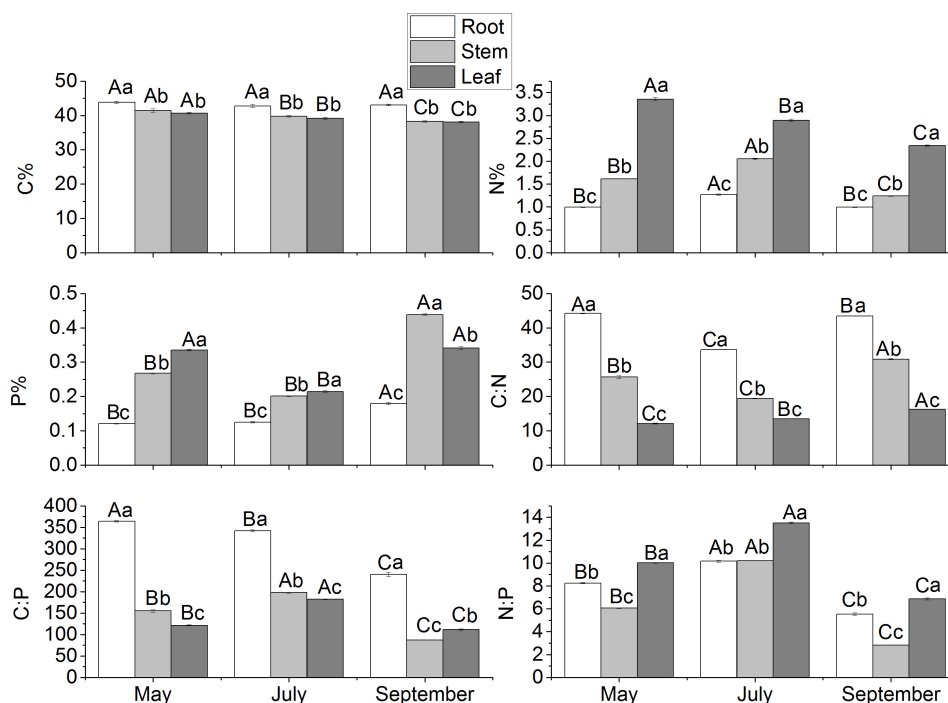 Root
Stem
Leaf
C%
50
40
30
20
10
0
Aa Ab Ab
Aa Bb Bb
Aa Cb Cb
N%
3.5
3.0
2.5
2.0
1.5
1.0
0.5
0.0
Bc Bb Aa
Ac Ab Ba
Bc Cb Ca
P%
0.5
0.4
0.3
0.2
0.1
0.0
Bc Bb Aa
Bc Bb Ba
Ac Aa Ab
C:N
50
40
30
20
10
0
Aa Bb Cc
Ca Cb Bc
Ba Ab Ac
C:P
400
350
300
250
200
150
100
50
0
Aa Bb Bc
Ba Ab Ac
Ca Cc Cb
May July September
N:P
14
12
10
8
6
4
2
0
Bb Bc Ba
Ab Ab Aa
Cb Cc Ca
May July September